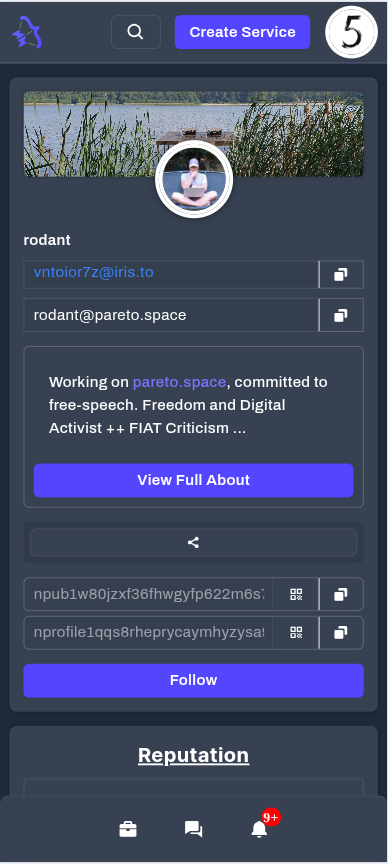 Create Service
5
rodant
vntoior7z@iris.to
rodant@pareto.space
Working on pareto.space, committed to
free-speech. Freedom and Digital
Activist ++ FIAT Criticism ...
View Full About
npub1w80jzxf36fhwgyfp622m6s
nprofile1qqs8rheprycaymhyzysa
Follow
Reputation
9+